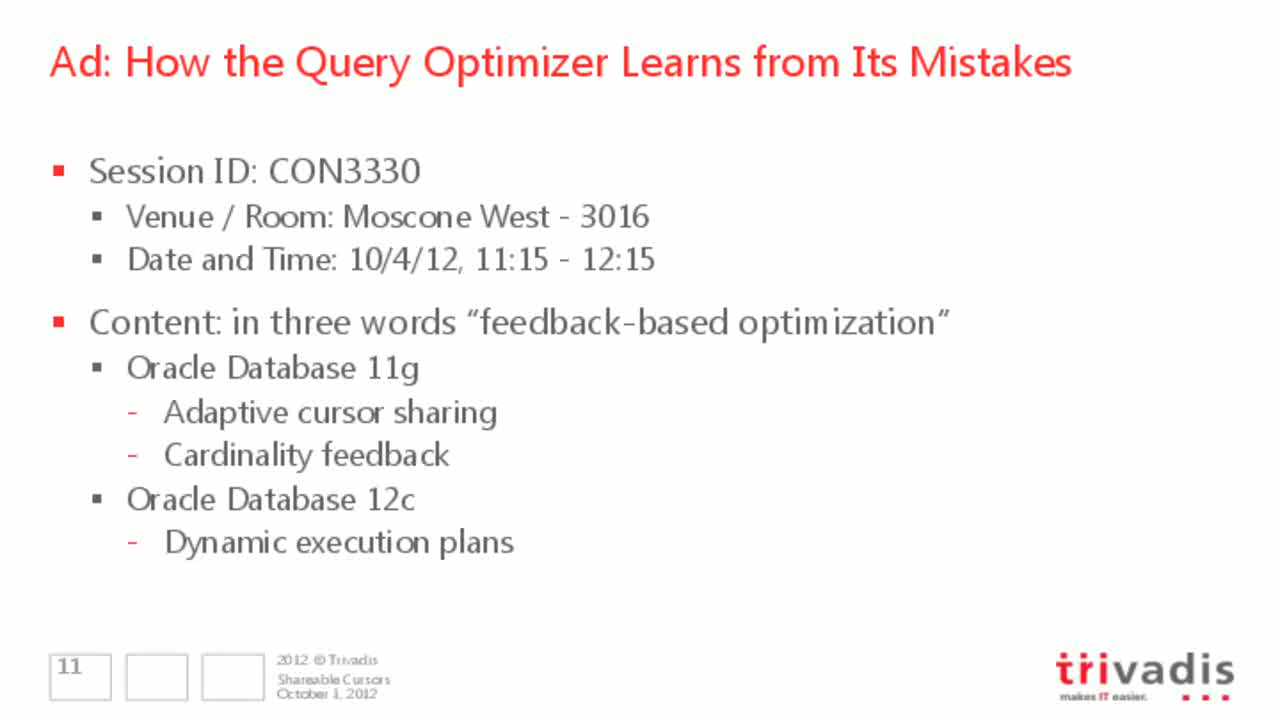 Ad: How the Query Optimizer Learns from Its Mistakes
Session ID: CON3330
Venue / Room: Moscone West - 3016
Date and Time: 10/4/12, 11:15 - 12:15
Content: in three words “feedback-based optimization”
Oracle Database 11g
- Adaptive cursor sharing
- Cardinality feedback
Oracle Database 12c
- Dynamic execution plans
11
2012 © Trivadis
Shareable Cursors
October 1, 2012
trivadis
makes IT easier.